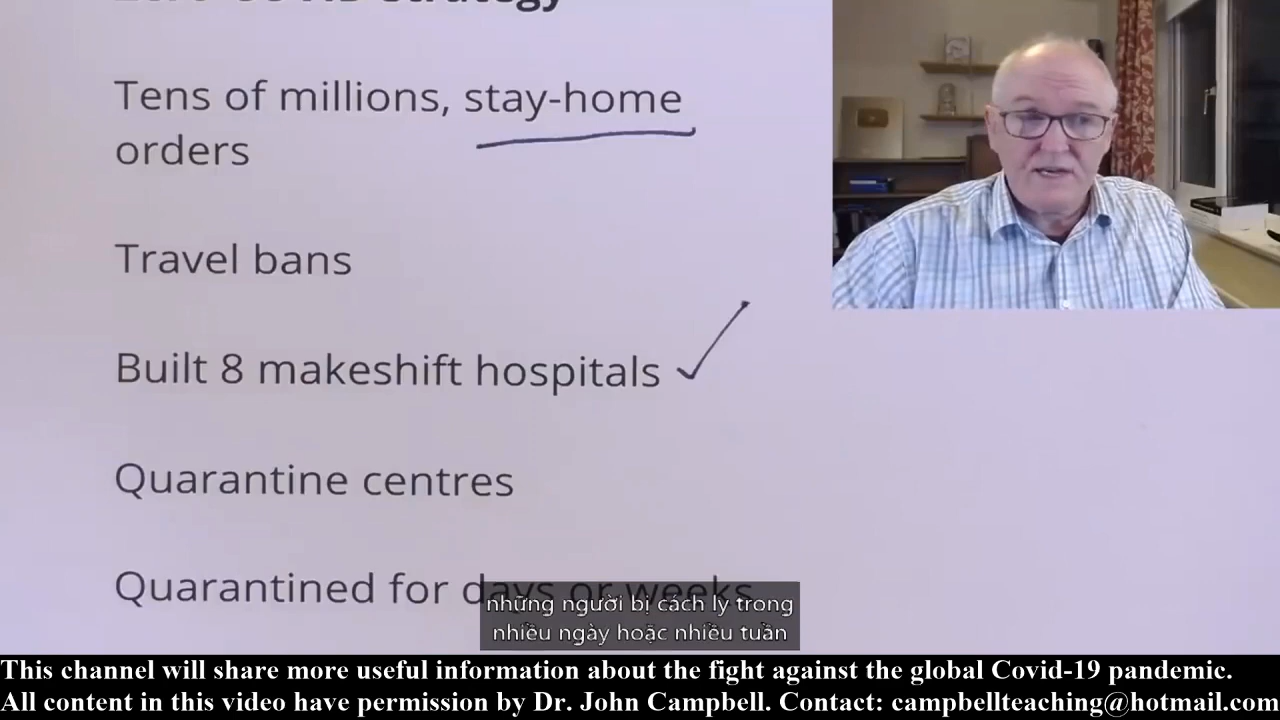 Zero-COVID strategy
Tens of millions, stay-home
orders
Travel bans
Built 8 makeshift hospitals
Quarantine centres
Quarantined for days or weeks
những người bị cách ly trong
nhiều ngày hoặc nhiều tuần
This channel will share more useful information about the fight against the global Covid-19 pandemic.
All content in this video have permission by Dr. John Campbell. Contact: campbellteaching@hotmail.com